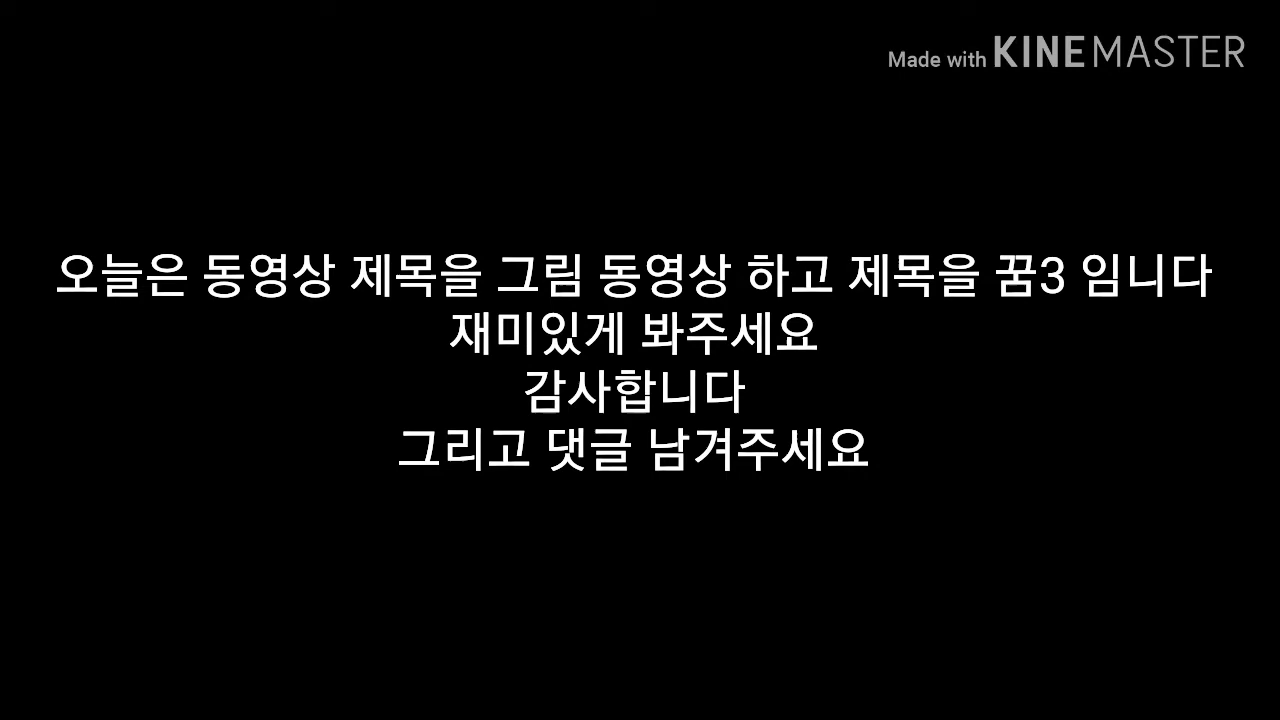 Made with KINEMASTER
오늘은 동영상 제목을 그림 동영상 하고 제목을 꿈3 임니다
재미있게 봐주세요
감사합니다
그리고 댓글 남겨주세요